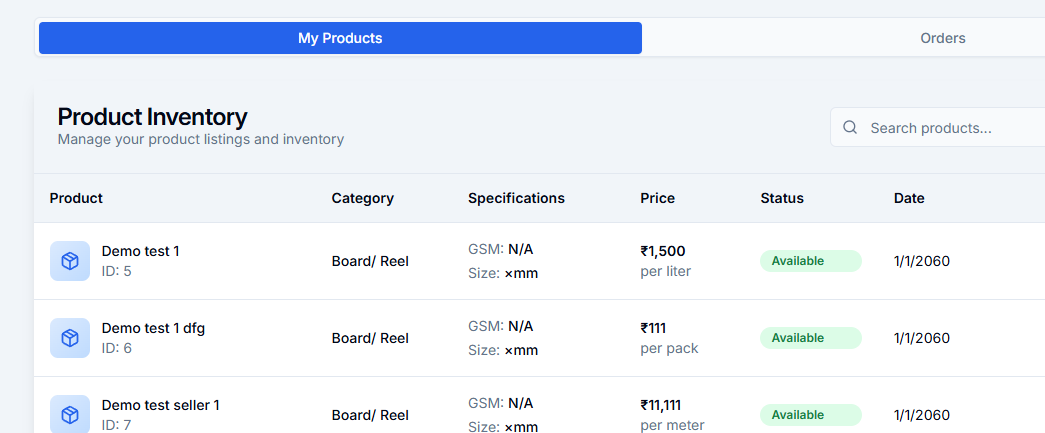 My Products
Orders
Product Inventory
Manage your product listings and inventory
Search products...
Product Category Specifications Price Status Date
Demo test 1
ID: 5
Board/ Reel
GSM: N/A
Size: ×mm
₹1,500
per liter
Available
1/1/2060
Demo test 1 dfg
ID: 6
Board/ Reel
GSM: N/A
Size: ×mm
₹111
per pack
Available
1/1/2060
Demo test seller 1
ID: 7
Board/ Reel
GSM: N/A
Size: ×mm
₹11,111
per meter
Available
1/1/2060